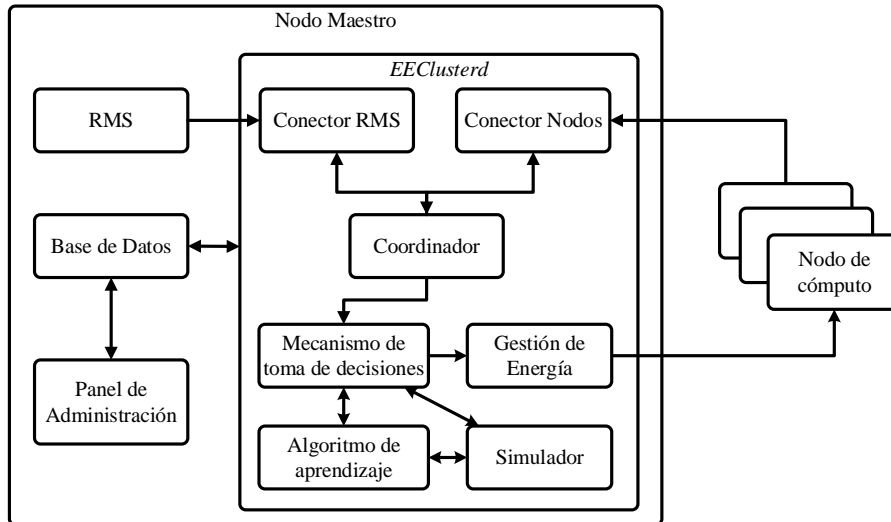 Nodo Maestro
EEClusterd
RMS
Conector RMS
Conector Nodos
Base de Datos
Coordinador
Nodo de
cómputo
Mecanismo de
toma de decisiones
Gestión de
Energía
Panel de
Administración
Algoritmo de
aprendizaje
Simulador